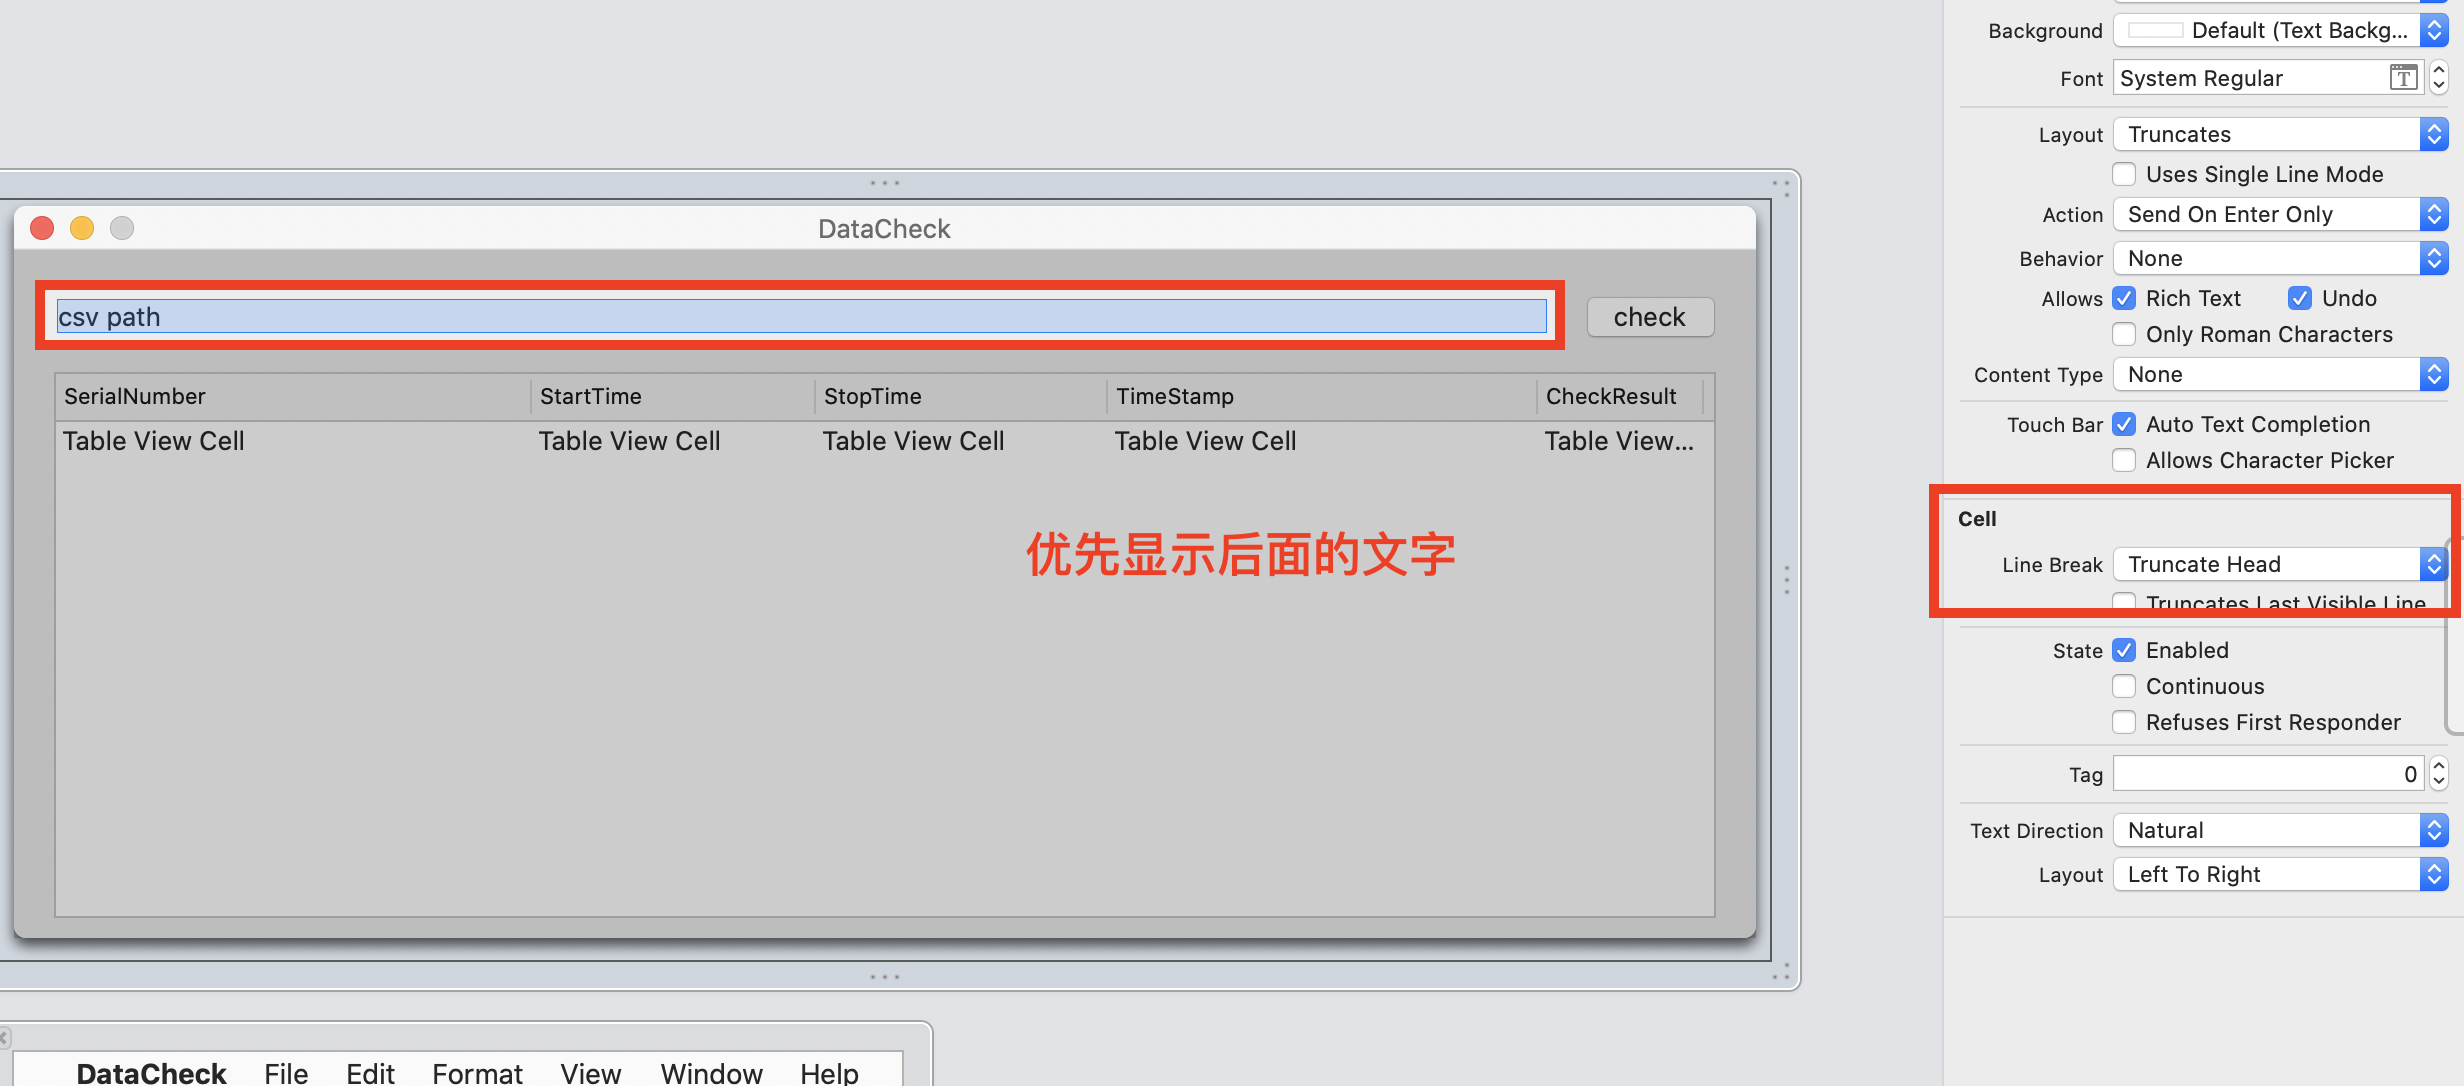 DataCheck
csv path
check
SerialNumber StartTime StopTime TimeStamp CheckResult
Table View Cell Table View Cell Table View Cell Table View Cell Table View...
优先显示后面的文字
DataCheck File Edit Format View Window Help
Background Default (Text Backg...
Font System Regular
Layout Truncates
Uses Single Line Mode
Action Send On Enter Only
Behavior None
Allows Rich Text Undo
Only Roman Characters
Content Type None
Touch Bar Auto Text Completion
Allows Character Picker
Cell
Line Break Truncate Head
Truncates Last Visible Line
State Enabled
Continuous
Refuses First Responder
Tag 0
Text Direction Natural
Layout Left To Right